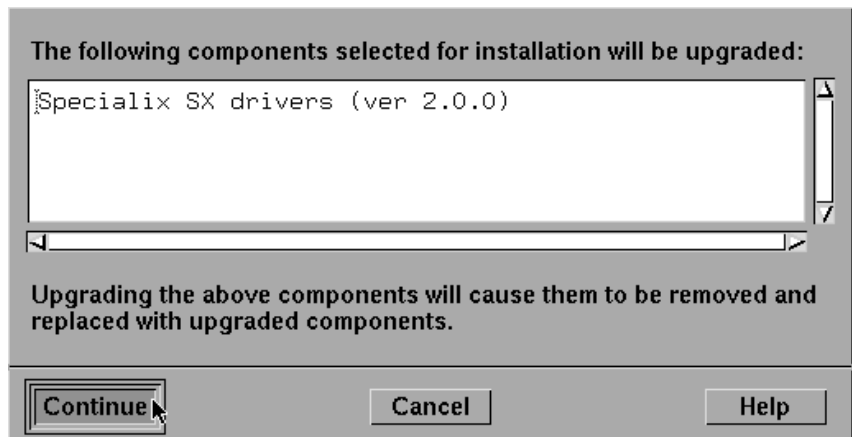 The following components selected for installation will be upgraded:
Specialix SX drivers (ver 2.0.0)
Upgrading the above components will cause them to be removed and
replaced with upgraded components.
Continue Cancel Help